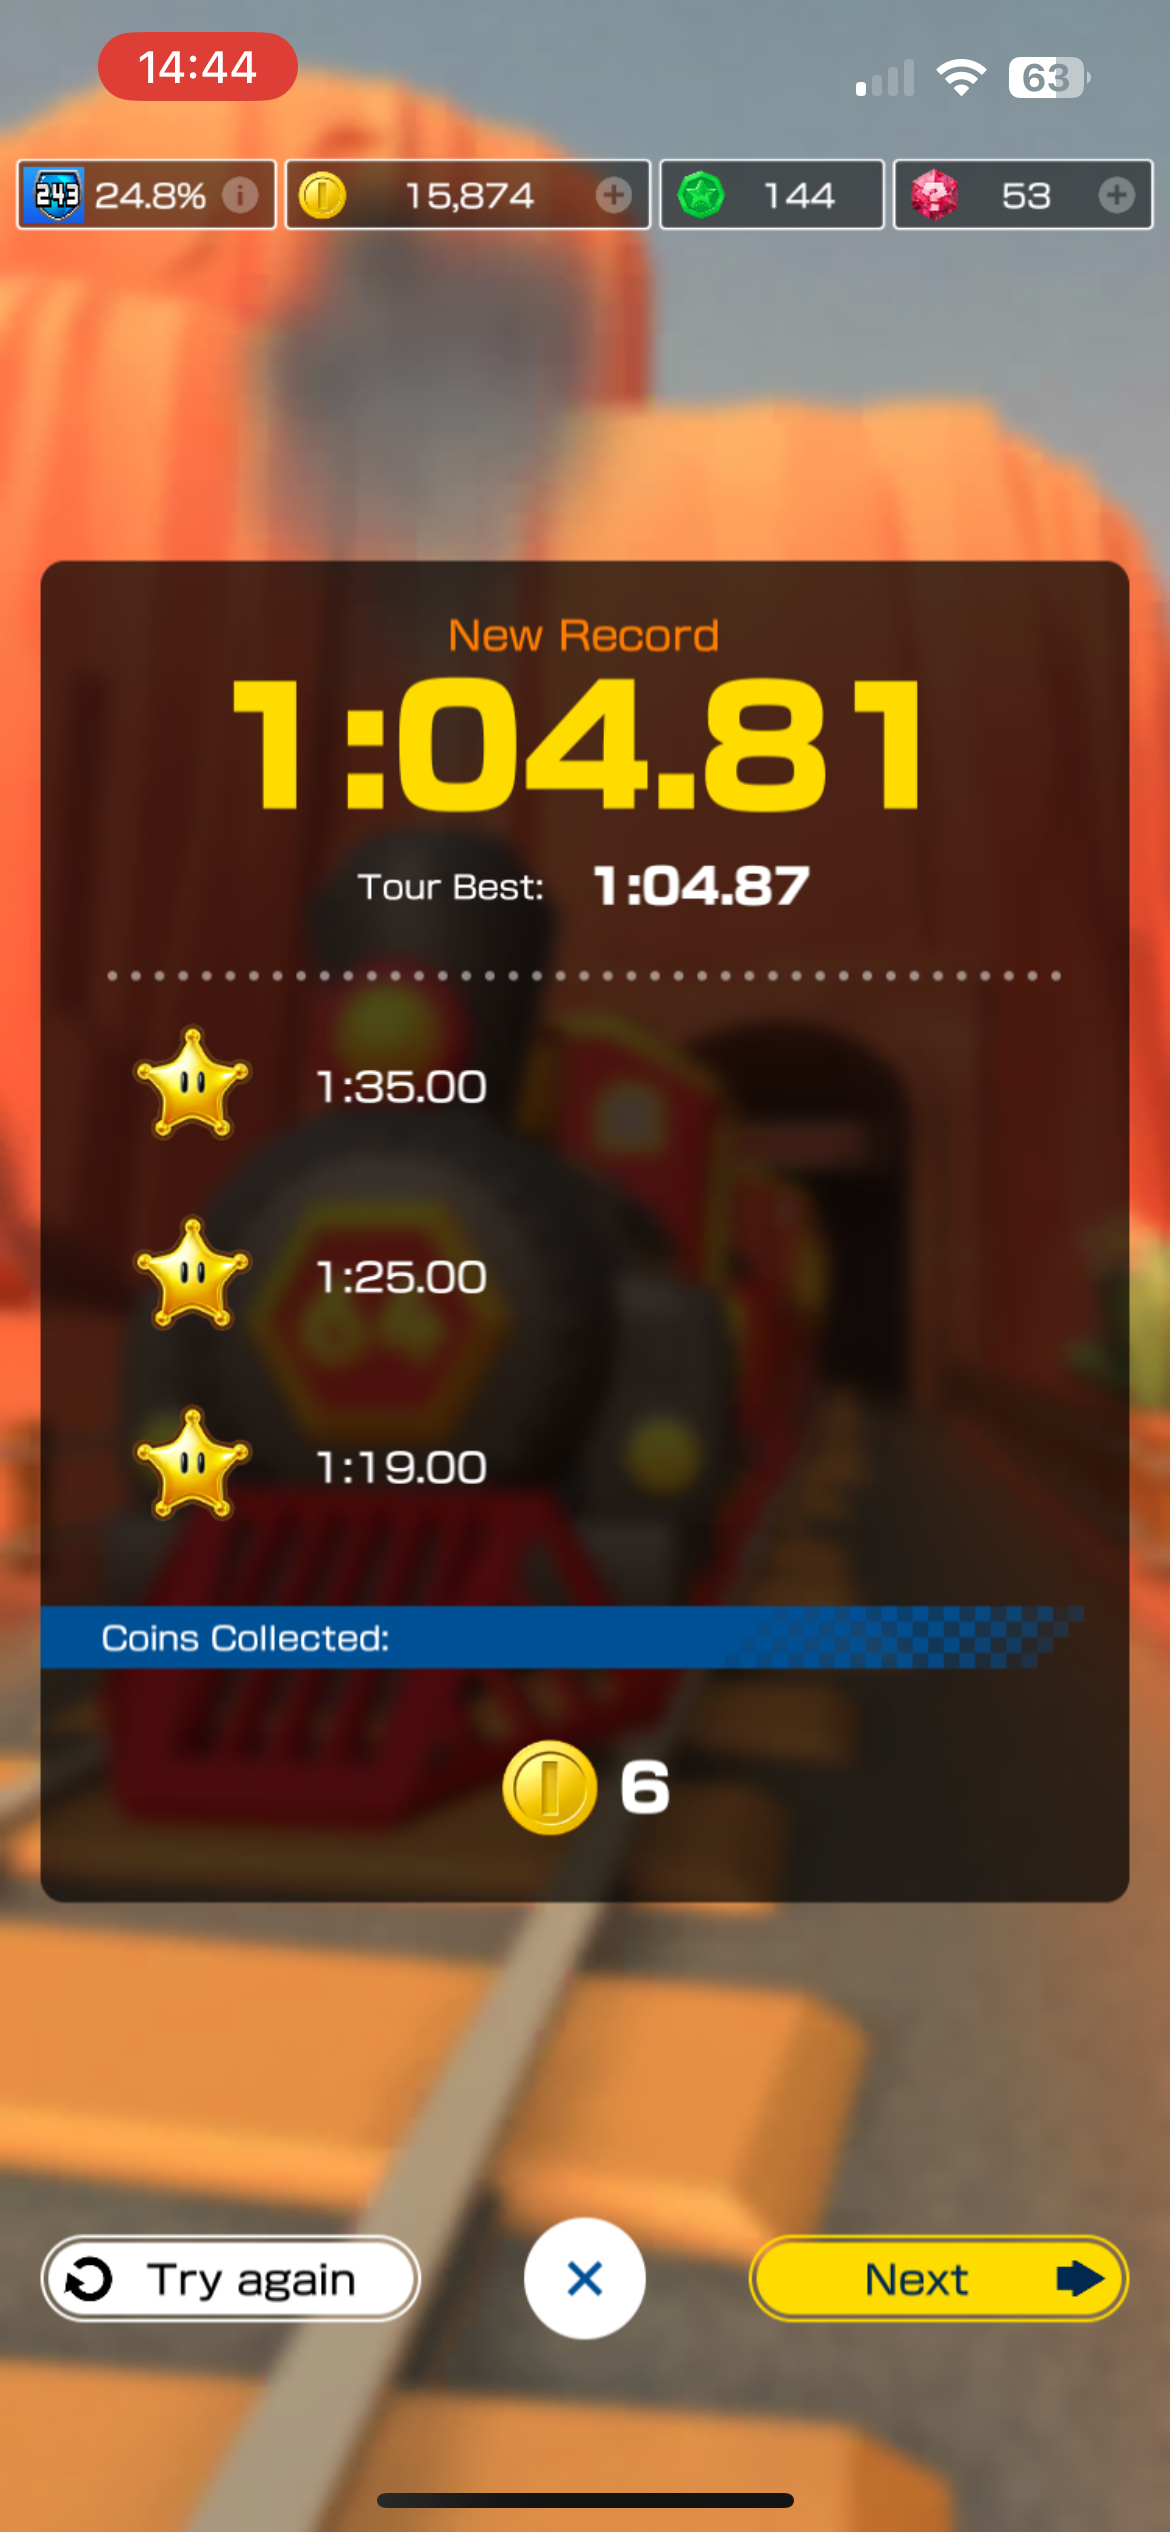 14:44
63
243 24.8% i 15,874 144 53
New Record
1:04.81
Tour Best: 1:04.87
1:35.00
1:25.00
1:19.00
Coins Collected:
6
Try again
Next